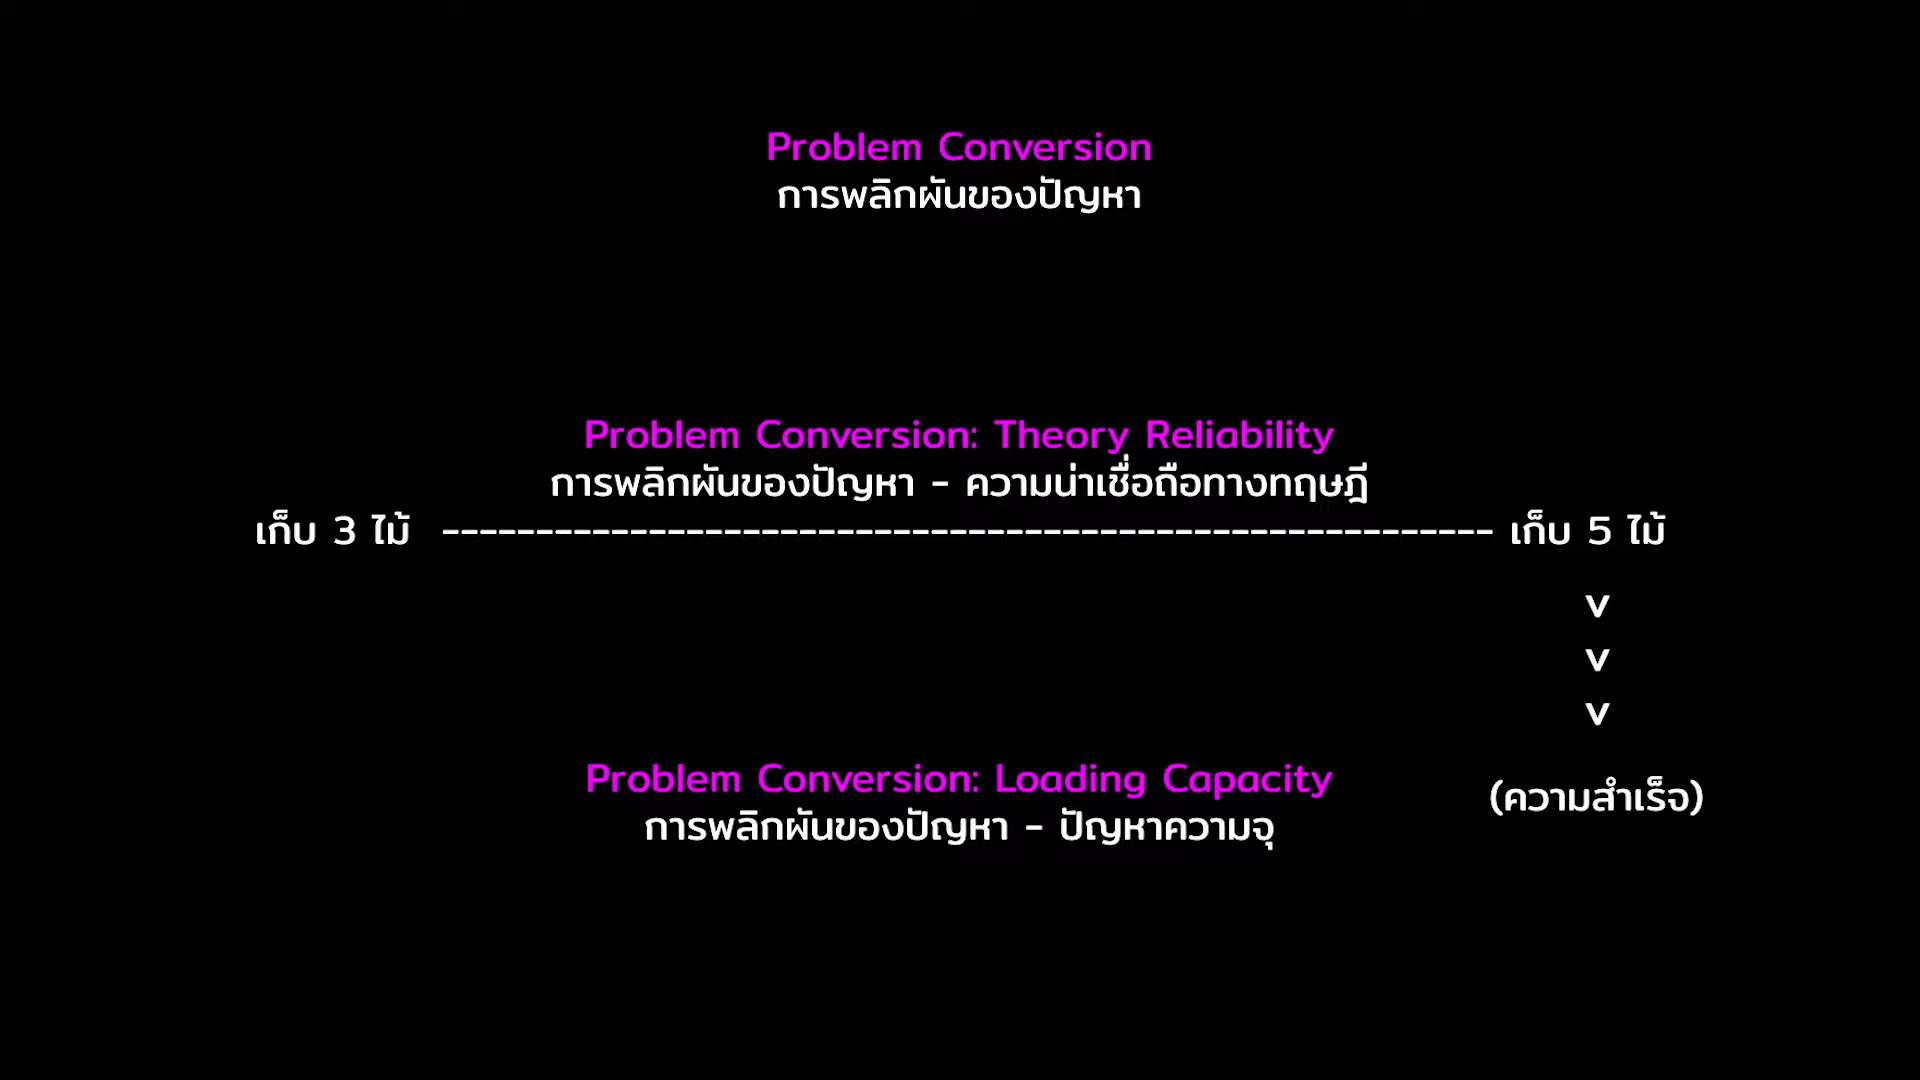 Problem Conversion
การพลิกผันของปัญหา
Problem Conversion: Theory Reliability
การพลิกผันของปัญหา - ความน่าเชื่อถือทางทฤษฎี
เก็บ 3 ไม้ -------------------------------------------------------- เก็บ 5 ไม้
v
v
v
Problem Conversion: Loading Capacity
(ความสำเร็จ)
การพลิกผันของปัญหา - ปัญหาความจุ